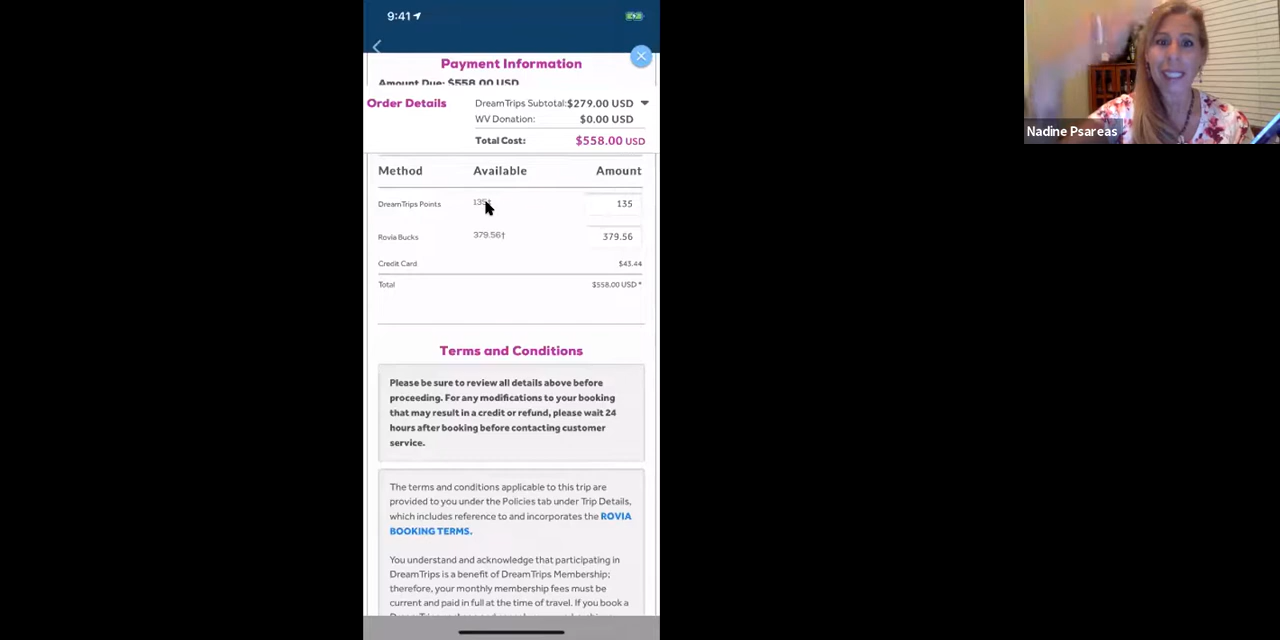 9:41
Payment Information
Amount Due: $558.00 USD
Order Details
DreamTrips Subtotal: $279.00 USD
WV Donation: $0.00 USD
Total Cost: $558.00 USD
Method Available Amount
DreamTrips Points 135† 135
Rovia Bucks 379.56† 379.56
Credit Card $43.44
Total $558.00 USD *
Terms and Conditions
Please be sure to review all details above before
proceeding. For any modifications to your booking
that may result in a credit or refund, please wait 24
hours after booking before contacting customer
service.
The terms and conditions applicable to this trip are
provided to you under the Policies tab under Trip Details,
which includes reference to and incorporates the ROVIA
BOOKING TERMS.
You understand and acknowledge that participating in
DreamTrips is a benefit of DreamTrips Membership;
therefore, your monthly membership fees must be
current and paid in full at the time of travel. If you book a
Nadine Psareas